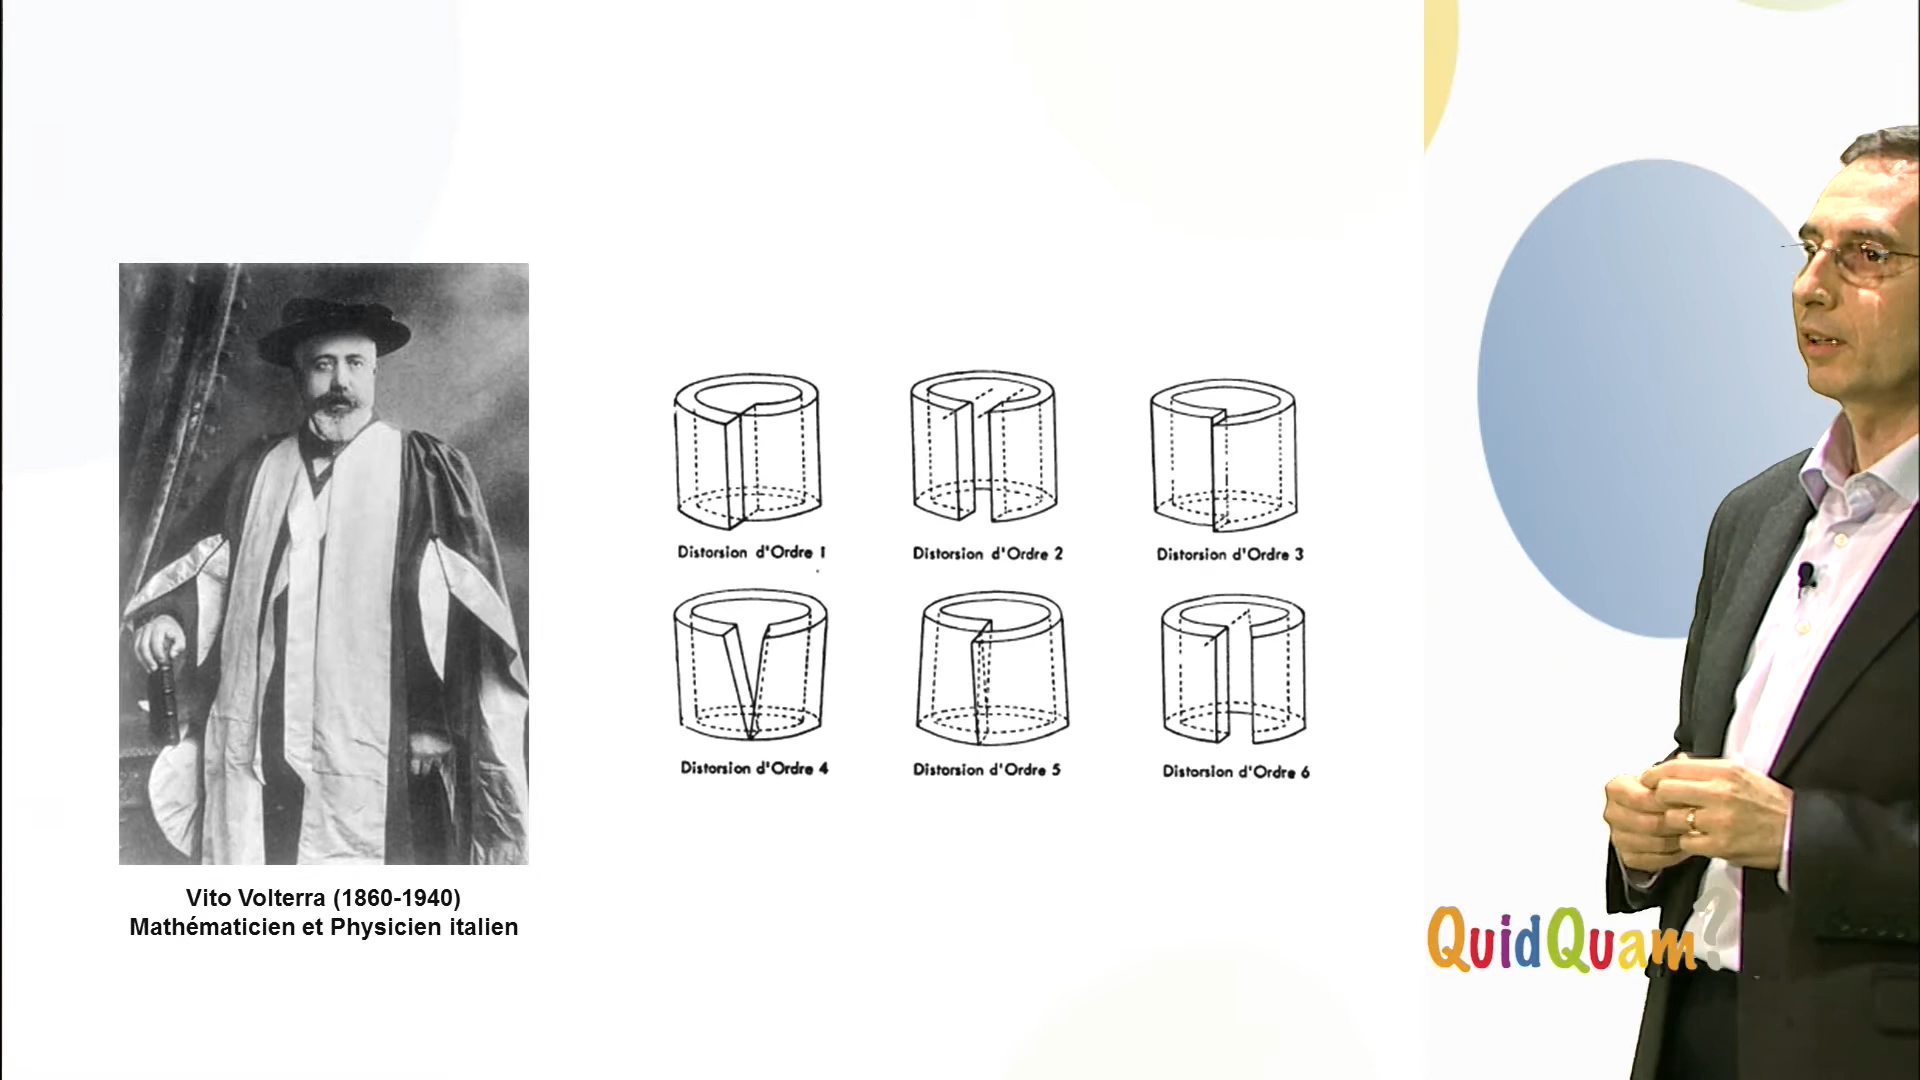 Distorsion d'Ordre 1
Distorsion d'Ordre 2
Distorsion d'Ordre 3
Distorsion d'Ordre 4
Distorsion d'Ordre 5
Distorsion d'Ordre 6
Vito Volterra (1860-1940)
Mathématicien et Physicien italien
QuidQuam?